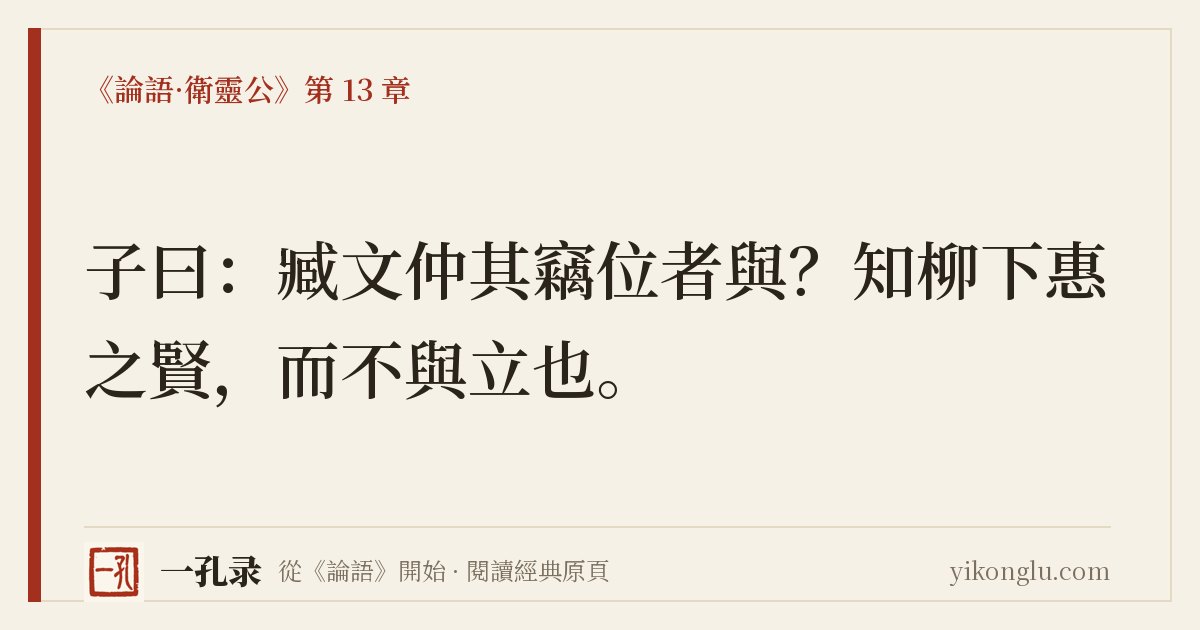 《論語·衛靈公》第 13 章
子曰：臧文仲其竊位者與？知柳下惠
之賢，而不與立也。
一孔
一孔录 從《論語》開始 · 閱讀經典原頁 yikonglu.com